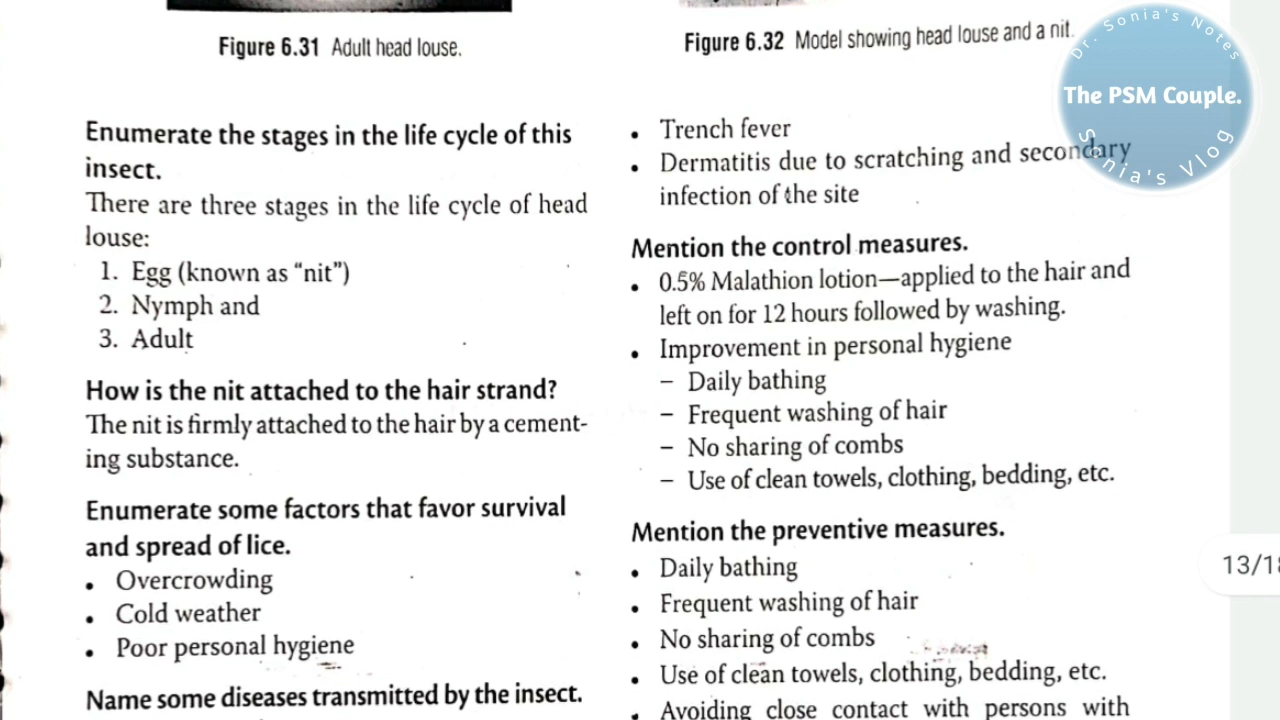 Figure 6.31 Adult head louse.
Enumerate the stages in the life cycle of this
insect.
There are three stages in the life cycle of head
louse:
1. Egg (known as “nit”)
2. Nymph and
3. Adult
How is the nit attached to the hair strand?
The nit is firmly attached to the hair by a cement-
ing substance.
Enumerate some factors that favor survival
and spread of lice.
• Overcrowding
• Cold weather
• Poor personal hygiene
Name some diseases transmitted by the insect.
Figure 6.32 Model showing head louse and a nit.
• Trench fever
• Dermatitis due to scratching and secondary
infection of the site
Mention the control measures.
• 0.5% Malathion lotion—applied to the hair and
left on for 12 hours followed by washing.
• Improvement in personal hygiene
– Daily bathing
– Frequent washing of hair
– No sharing of combs
– Use of clean towels, clothing, bedding, etc.
Mention the preventive measures.
• Daily bathing
• Frequent washing of hair
• No sharing of combs
• Use of clean towels, clothing, bedding, etc.
• Avoiding close contact with persons with
Dr. Sonia's Notes
The PSM Couple.
Sonia's Vlog
13/18